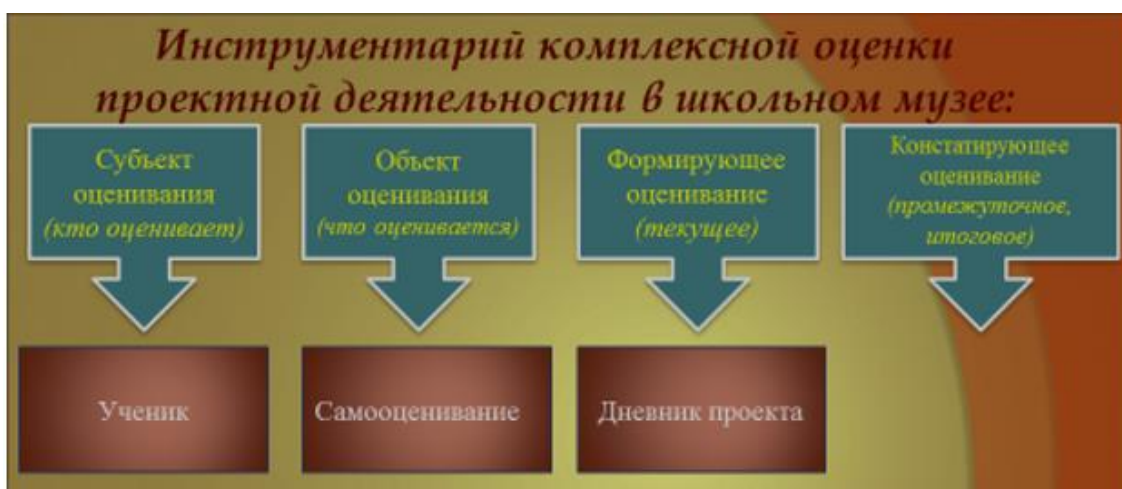 Инструментарий комплексной оценки
проектной деятельности в школьном музее:
Субъект
оценивания
(кто оценивает)
Объект
оценивания
(что оценивается)
Формирующее
оценивание
(текущее)
Констатирующее
оценивание
(промежуточное,
итоговое)
Ученик
Самооценивание
Дневник проекта